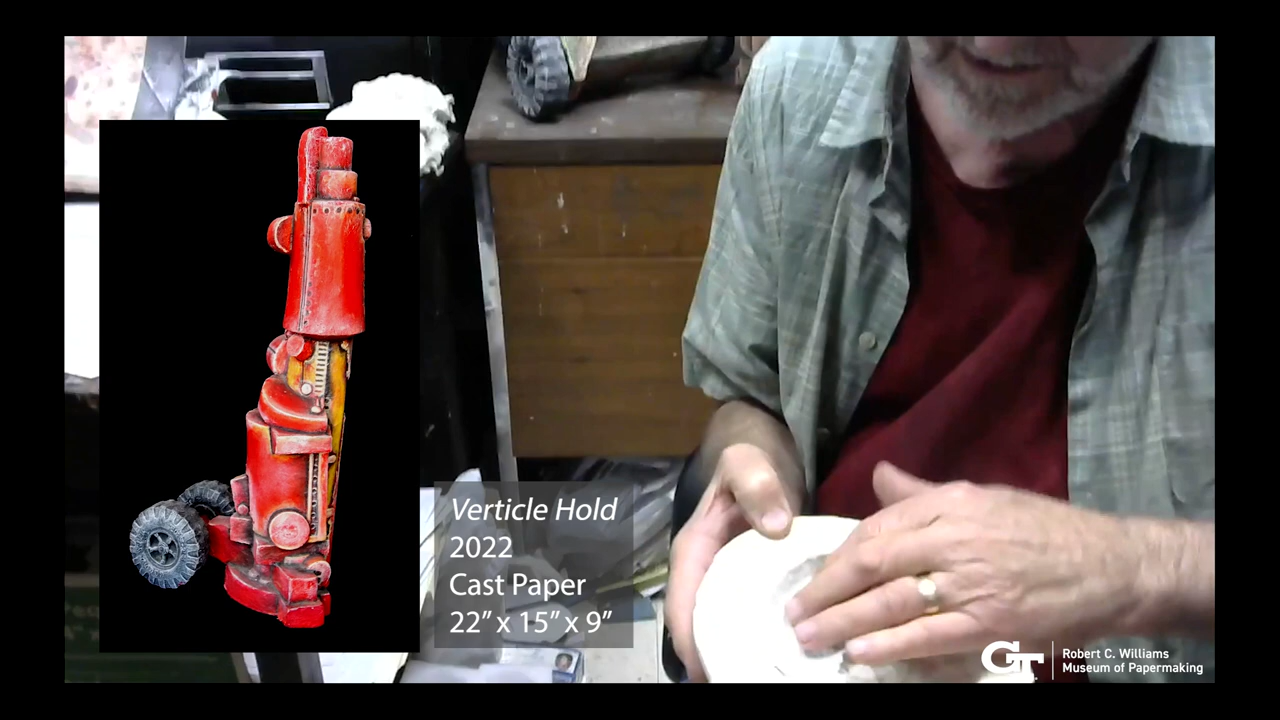 Verticle Hold
2022
Cast Paper
22” x 15” x 9”
GT
Robert C. Williams
Museum of Papermaking